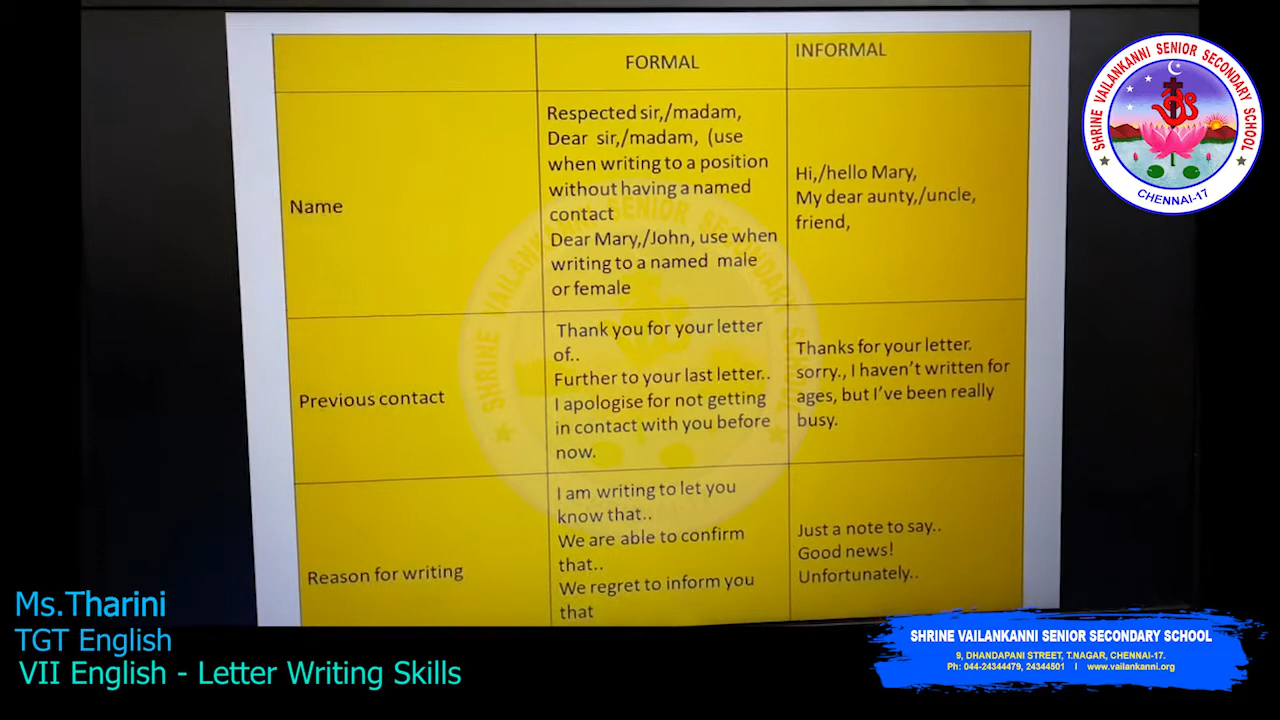 FORMAL
INFORMAL
Name
Respected sir,/madam,
Dear sir,/madam, (use
when writing to a position
without having a named
contact
Dear Mary,/John, use when
writing to a named male
or female
Hi,/hello Mary,
My dear aunty,/uncle,
friend,
Previous contact
Thank you for your letter
of..
Further to your last letter..
I apologise for not getting
in contact with you before
now.
Thanks for your letter.
sorry., I haven't written for
ages, but I've been really
busy.
Reason for writing
I am writing to let you
know that..
We are able to confirm
that..
We regret to inform you
that
Just a note to say..
Good news!
Unfortunately..
SHRINE VAILANKANNI SENIOR SECONDARY SCHOOL
SHRINE VAILANKANNI SENIOR SECONDARY SCHOOL
CHENNAI-17
Ms.Tharini
TGT English
VII English - Letter Writing Skills
SHRINE VAILANKANNI SENIOR SECONDARY SCHOOL
9, DHANDAPANI STREET, T.NAGAR, CHENNAI-17.
Ph: 044-24344479, 24344501 I www.vailankanni.org